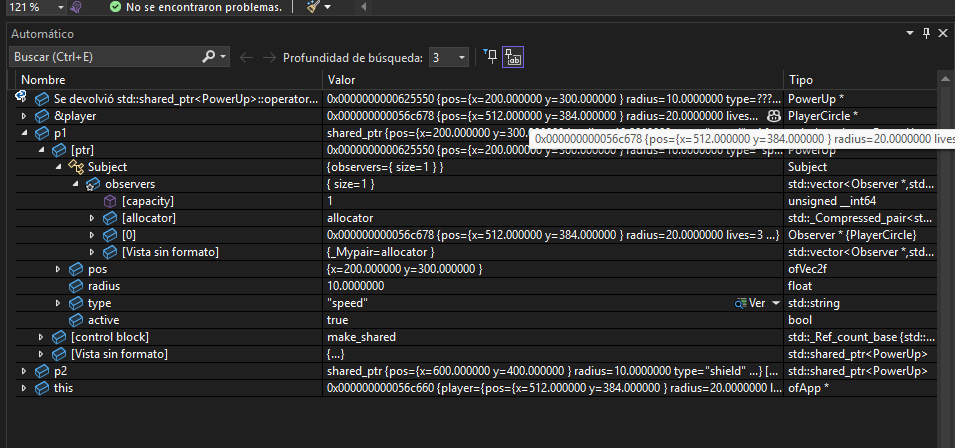 121 %
No se encontraron problemas.
Automático
Buscar (Ctrl+E)
Profundidad de búsqueda: 3
Nombre Valor Tipo
Se devolvió std::shared_ptr<PowerUp>::operator... 0x0000000000625550 {pos={x=200.000000 y=300.000000 } radius=10.0000000 type=???... PowerUp *
&player 0x000000000056c678 {pos={x=512.000000 y=384.000000 } radius=20.0000000 lives... PlayerCircle *
p1 shared_ptr {pos={x=200.000000 y=300.
0x000000000056c678 {pos={x=512.000000 y=384.000000 } radius=20.0000000 lives
[ptr] 0x0000000000625550 {pos={x=200.000000 y=300.000000 } radius=10.0000000 type="sp... PowerUp *
Subject {observers={ size=1 } } Subject
observers { size=1 } std::vector<Observer *,std...
[capacity] 1 unsigned __int64
[allocator] allocator std::_Compressed_pair<st...
[0] 0x000000000056c678 {pos={x=512.000000 y=384.000000 } radius=20.0000000 lives=3 ...} Observer * {PlayerCircle}
[Vista sin formato] {_Mypair=allocator } std::vector<Observer *,std...
pos {x=200.000000 y=300.000000 } ofVec2f
radius 10.0000000 float
type "speed" Ver std::string
active true bool
[control block] make_shared std::_Ref_count_base {std::...
[Vista sin formato] {...} std::shared_ptr<PowerUp>
p2 shared_ptr {pos={x=600.000000 y=400.000000 } radius=10.0000000 type="shield" ...} [... std::shared_ptr<PowerUp>
this 0x000000000056c660 {player={pos={x=512.000000 y=384.000000 } radius=20.0000000 l... ofApp *